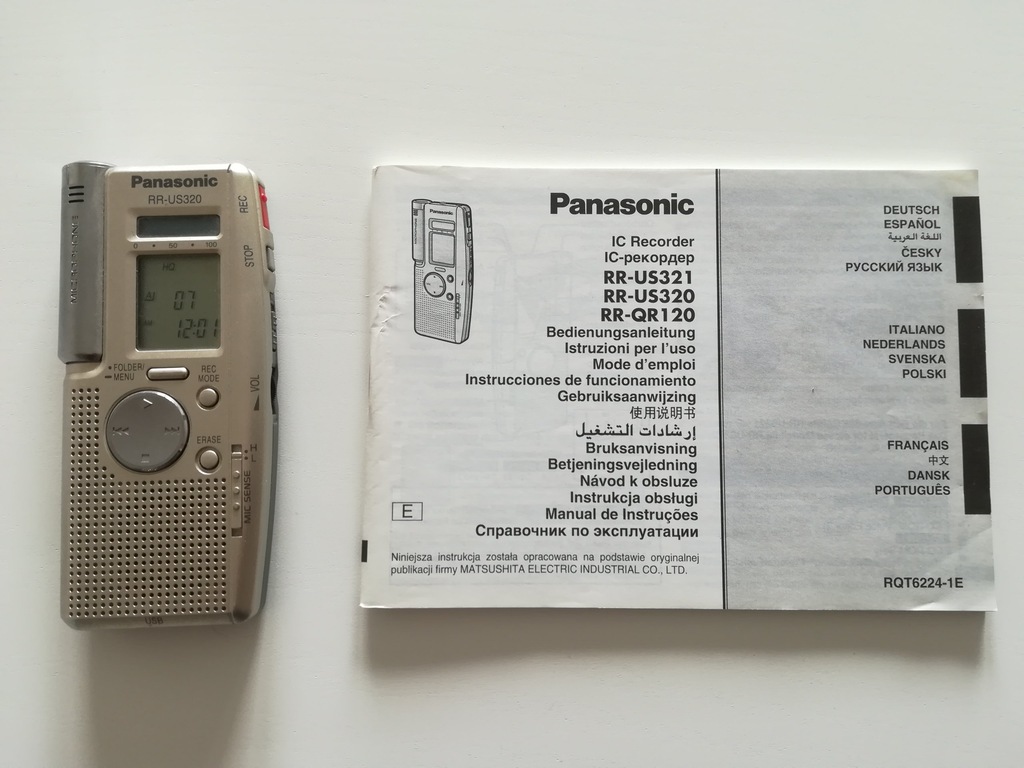 Panasonic
RR-US320
REC
MICROPHONE
0 • 50 • 100
STOP
HQ
07
12:01
• FOLDER/
— MENU
REC
MODE
VOL
ERASE
H
L
MIC SENSE
USB
Panasonic
IC Recorder
IC-рекордер
RR-US321
RR-US320
RR-QR120
Bedienungsanleitung
Istruzioni per l'uso
Mode d'emploi
Instrucciones de funcionamiento
Gebruiksaanwijzing
使用说明书
إرشادات التشغيل
Bruksanvisning
Betjeningsvejledning
Návod k obsluze
Instrukcja obsługi
Manual de Instruções
Справочник по эксплуатации
E
Niniejsza instrukcja została opracowana na podstawie oryginalnej
publikacji firmy MATSUSHITA ELECTRIC INDUSTRIAL CO., LTD.
DEUTSCH
ESPAÑOL
اللغة العربية
ČESKY
РУССКИЙ ЯЗЫК
ITALIANO
NEDERLANDS
SVENSKA
POLSKI
FRANÇAIS
中文
DANSK
PORTUGUÊS
RQT6224-1E